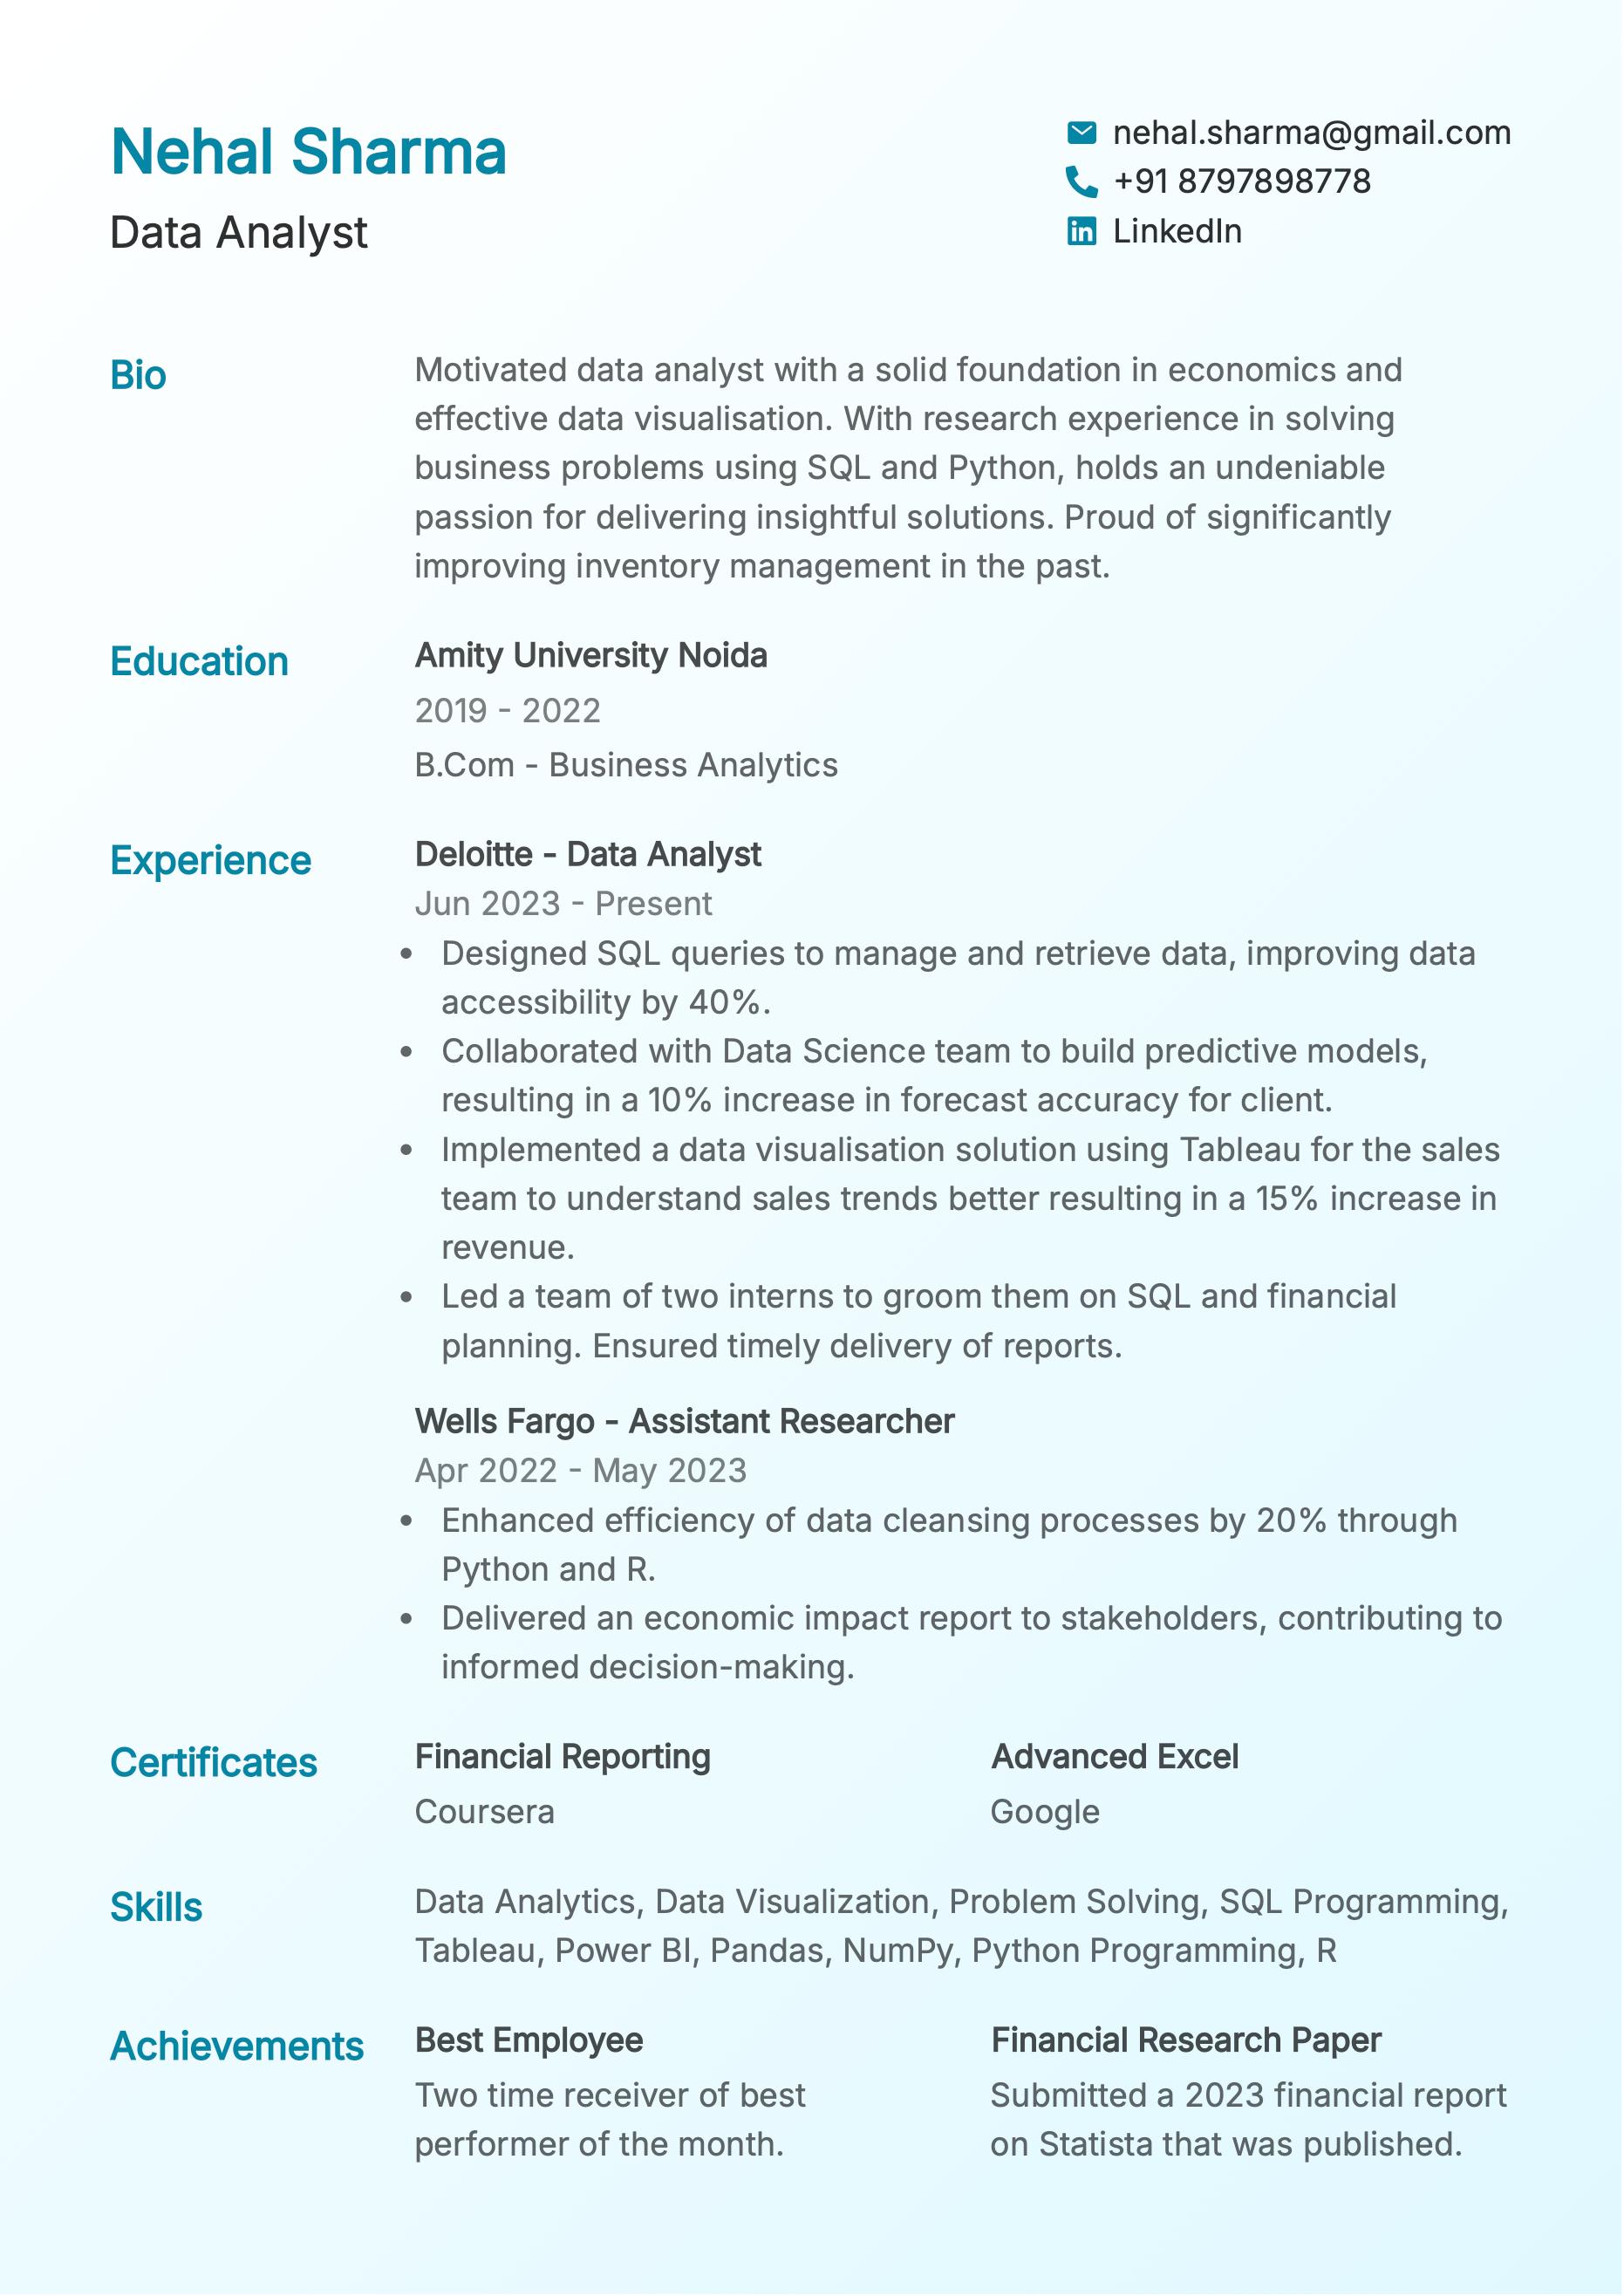 Nehal Sharma
Data Analyst
nehal.sharma@gmail.com
+91 8797898778
LinkedIn
Bio
Motivated data analyst with a solid foundation in economics and
effective data visualisation. With research experience in solving
business problems using SQL and Python, holds an undeniable
passion for delivering insightful solutions. Proud of significantly
improving inventory management in the past.
Education
Amity University Noida
2019 - 2022
B.Com - Business Analytics
Experience
Deloitte - Data Analyst
Jun 2023 - Present
• Designed SQL queries to manage and retrieve data, improving data
accessibility by 40%.
• Collaborated with Data Science team to build predictive models,
resulting in a 10% increase in forecast accuracy for client.
• Implemented a data visualisation solution using Tableau for the sales
team to understand sales trends better resulting in a 15% increase in
revenue.
• Led a team of two interns to groom them on SQL and financial
planning. Ensured timely delivery of reports.
Wells Fargo - Assistant Researcher
Apr 2022 - May 2023
• Enhanced efficiency of data cleansing processes by 20% through
Python and R.
• Delivered an economic impact report to stakeholders, contributing to
informed decision-making.
Certificates
Financial Reporting
Coursera
Advanced Excel
Google
Skills
Data Analytics, Data Visualization, Problem Solving, SQL Programming,
Tableau, Power BI, Pandas, NumPy, Python Programming, R
Achievements
Best Employee
Two time receiver of best
performer of the month.
Financial Research Paper
Submitted a 2023 financial report
on Statista that was published.